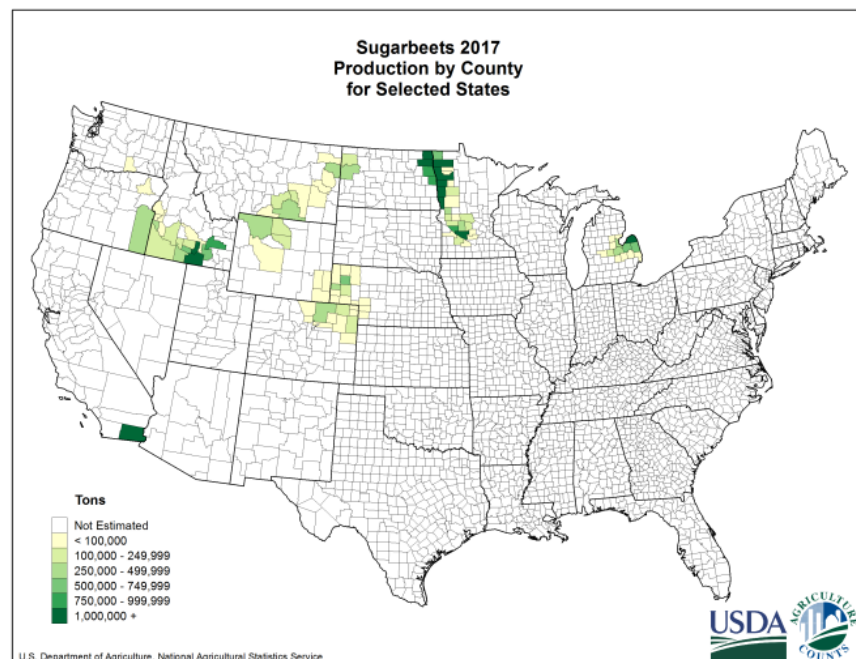 Sugarbeets 2017
Production by County
for Selected States
Tons
Not Estimated
< 100,000
100,000 - 249,999
250,000 - 499,999
500,000 - 749,999
750,000 - 999,999
1,000,000 +
USDA
AGRICULTURE
COUNTS
U.S. Department of Agriculture, National Agricultural Statistics Service